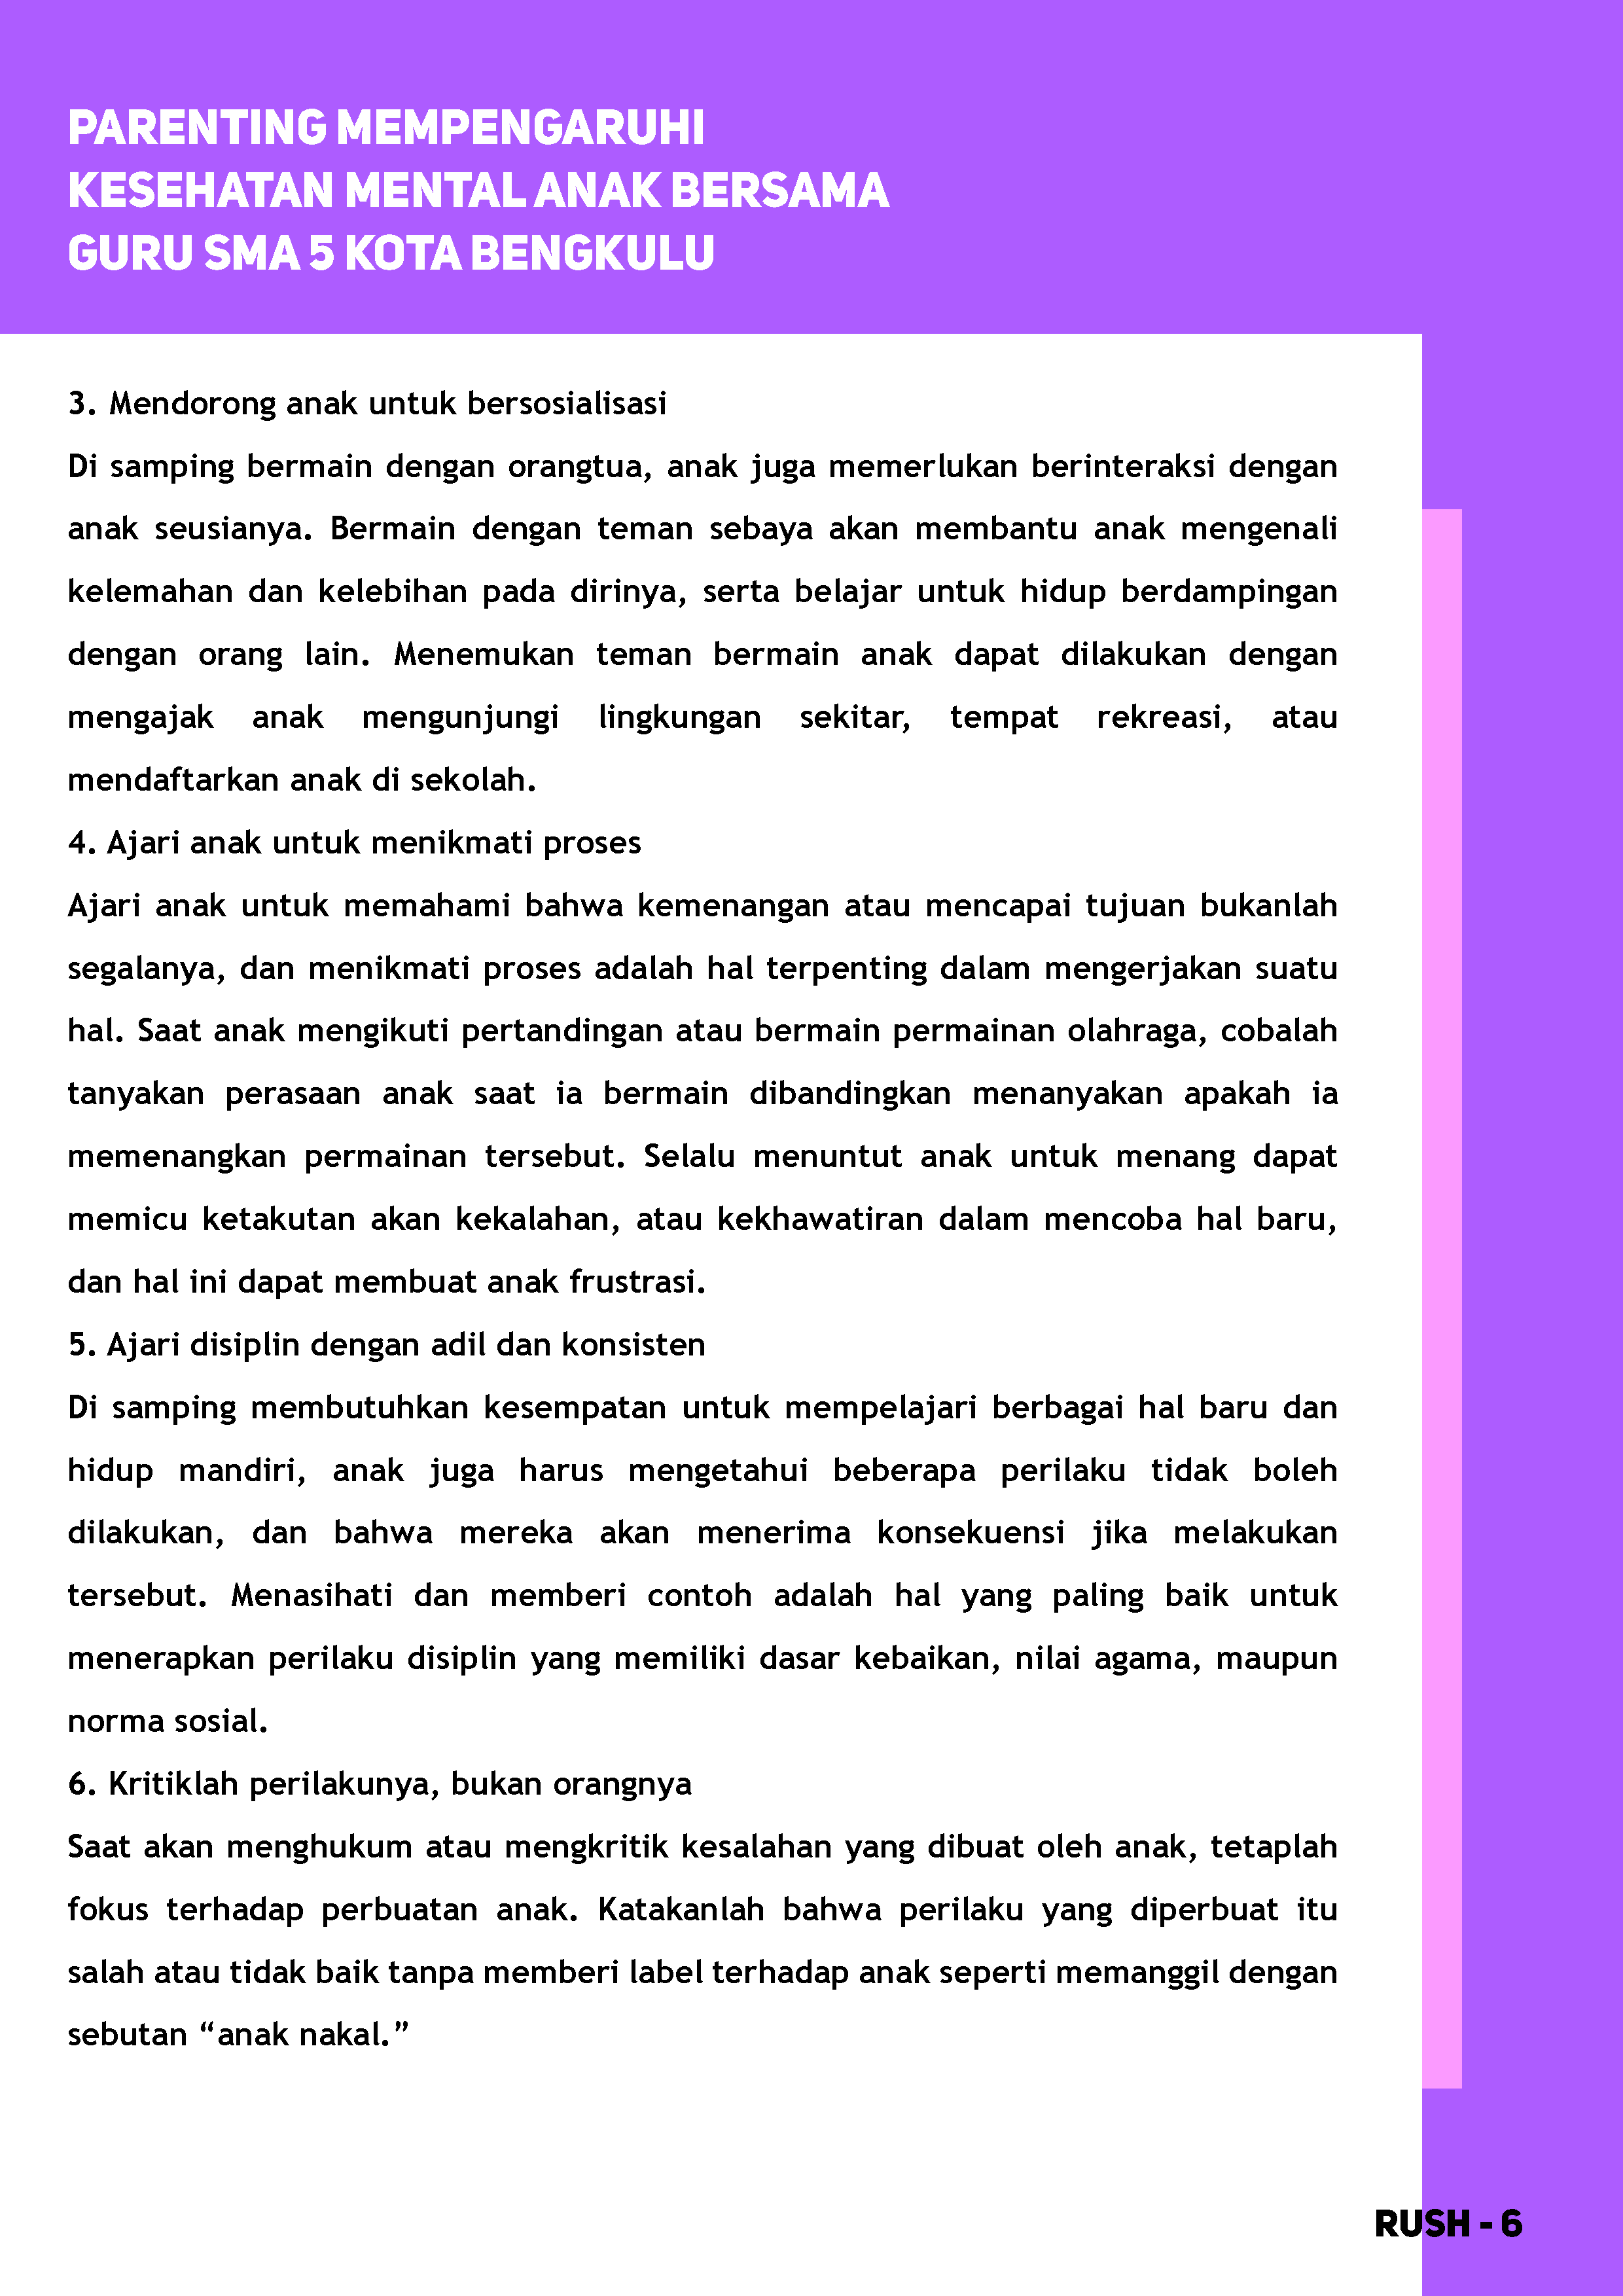 PARENTING MEMPENGARUHI
KESEHATAN MENTAL ANAK BERSAMA
GURU SMA 5 KOTA BENGKULU
3. Mendorong anak untuk bersosialisasi
Di samping bermain dengan orangtua, anak juga memerlukan berinteraksi dengan
anak seusianya. Bermain dengan teman sebaya akan membantu anak mengenali
kelemahan dan kelebihan pada dirinya, serta belajar untuk hidup berdampingan
dengan orang lain. Menemukan teman bermain anak dapat dilakukan dengan
mengajak anak mengunjungi lingkungan sekitar, tempat rekreasi, atau
mendaftarkan anak di sekolah.
4. Ajari anak untuk menikmati proses
Ajari anak untuk memahami bahwa kemenangan atau mencapai tujuan bukanlah
segalanya, dan menikmati proses adalah hal terpenting dalam mengerjakan suatu
hal. Saat anak mengikuti pertandingan atau bermain permainan olahraga, cobalah
tanyakan perasaan anak saat ia bermain dibandingkan menanyakan apakah ia
memenangkan permainan tersebut. Selalu menuntut anak untuk menang dapat
memicu ketakutan akan kekalahan, atau kekhawatiran dalam mencoba hal baru,
dan hal ini dapat membuat anak frustrasi.
5. Ajari disiplin dengan adil dan konsisten
Di samping membutuhkan kesempatan untuk mempelajari berbagai hal baru dan
hidup mandiri, anak juga harus mengetahui beberapa perilaku tidak boleh
dilakukan, dan bahwa mereka akan menerima konsekuensi jika melakukan
tersebut. Menasihati dan memberi contoh adalah hal yang paling baik untuk
menerapkan perilaku disiplin yang memiliki dasar kebaikan, nilai agama, maupun
norma sosial.
6. Kritiklah perilakunya, bukan orangnya
Saat akan menghukum atau mengkritik kesalahan yang dibuat oleh anak, tetaplah
fokus terhadap perbuatan anak. Katakanlah bahwa perilaku yang diperbuat itu
salah atau tidak baik tanpa memberi label terhadap anak seperti memanggil dengan
sebutan “anak nakal.”
RUSH - 6